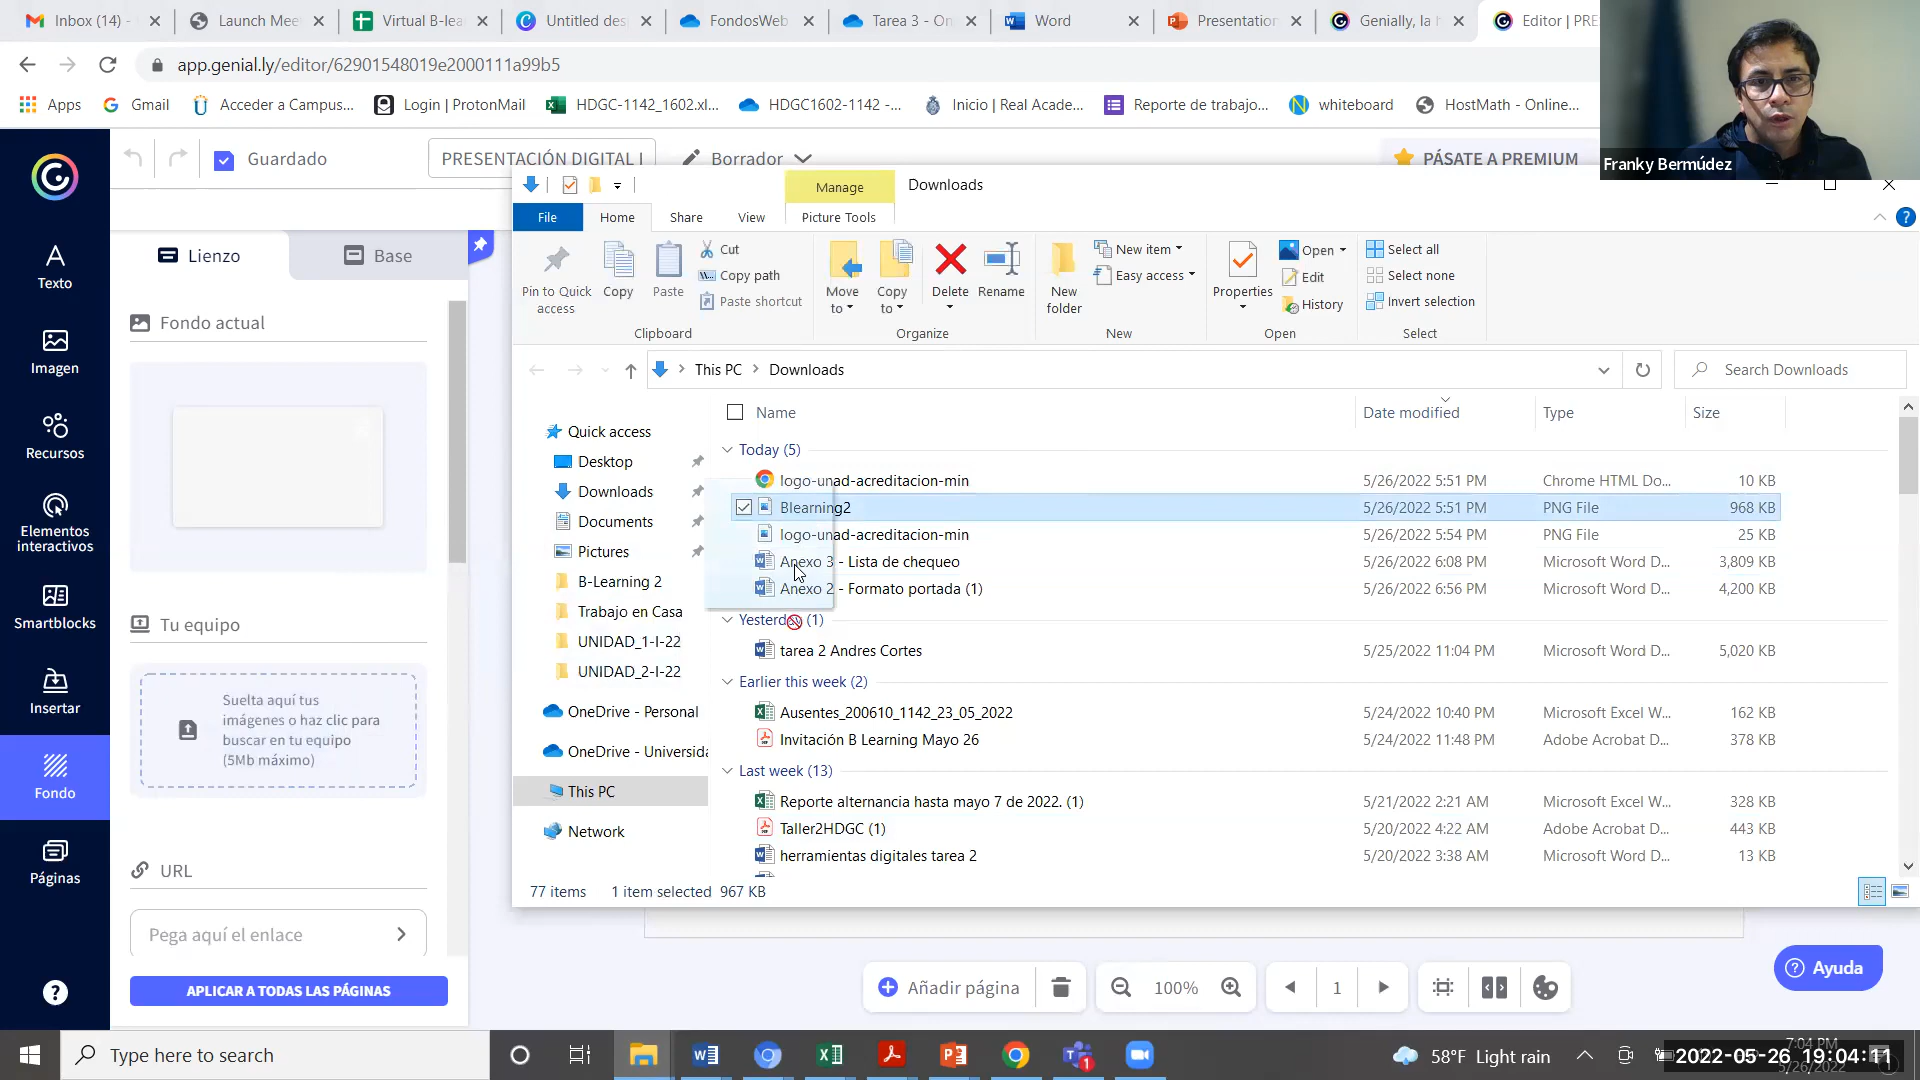 Inbox (14) -
Launch Mee
Virtual B-lea
Untitled des
FondosWeb
Tarea 3 - On
Word
Presentation
Genially, la h
Editor | PRE
app.genial.ly/editor/62901548019e2000111a99b5
Apps
Gmail
Acceder a Campus...
Login | ProtonMail
HDGC-1142_1602.xl...
HDGC1602-1142 -...
Inicio | Real Acade...
Reporte de trabajo...
whiteboard
HostMath - Online...
Franky Bermúdez
Guardado
PRESENTACIÓN DIGITAL I
Borrador
PÁSATE A PREMIUM
Texto
Imagen
Recursos
Elementos
interactivos
Smartblocks
Insertar
Fondo
Páginas
Lienzo
Base
Fondo actual
Tu equipo
Suelta aquí tus
imágenes o haz clic para
buscar en tu equipo
(5Mb máximo)
URL
Pega aquí el enlace
APLICAR A TODAS LAS PÁGINAS
Manage
Downloads
File
Home
Share
View
Picture Tools
Pin to Quick
access
Copy
Paste
Cut
Copy path
Paste shortcut
Clipboard
Move
to
Copy
to
Delete
Rename
Organize
New
folder
New item
Easy access
New
Properties
Open
Edit
History
Open
Select all
Select none
Invert selection
Select
This PC
Downloads
Search Downloads
Quick access
Desktop
Downloads
Documents
Pictures
B-Learning 2
Trabajo en Casa
UNIDAD_1-I-22
UNIDAD_2-I-22
OneDrive - Personal
OneDrive - Universida
This PC
Network
Name Date modified Type Size
Today (5)
logo-unad-acreditacion-min 5/26/2022 5:51 PM Chrome HTML Do... 10 KB
Blearning2 5/26/2022 5:51 PM PNG File 968 KB
logo-unad-acreditacion-min 5/26/2022 5:54 PM PNG File 25 KB
Anexo 3 - Lista de chequeo 5/26/2022 6:08 PM Microsoft Word D... 3,809 KB
Anexo 2 - Formato portada (1) 5/26/2022 6:56 PM Microsoft Word D... 4,200 KB
Yesterday (1)
tarea 2 Andres Cortes 5/25/2022 11:04 PM Microsoft Word D... 5,020 KB
Earlier this week (2)
Ausentes_200610_1142_23_05_2022 5/24/2022 10:40 PM Microsoft Excel W... 162 KB
Invitación B Learning Mayo 26 5/24/2022 11:48 PM Adobe Acrobat D... 378 KB
Last week (13)
Reporte alternancia hasta mayo 7 de 2022. (1) 5/21/2022 2:21 AM Microsoft Excel W... 328 KB
Taller2HDGC (1) 5/20/2022 4:22 AM Adobe Acrobat D... 443 KB
herramientas digitales tarea 2 5/20/2022 3:38 AM Microsoft Word D... 13 KB
77 items 1 item selected 967 KB
Añadir página
100%
1
Ayuda
Type here to search
1
58°F Light rain
7:04 PM
2022-05-26 19:04:11
5/26/2022
1